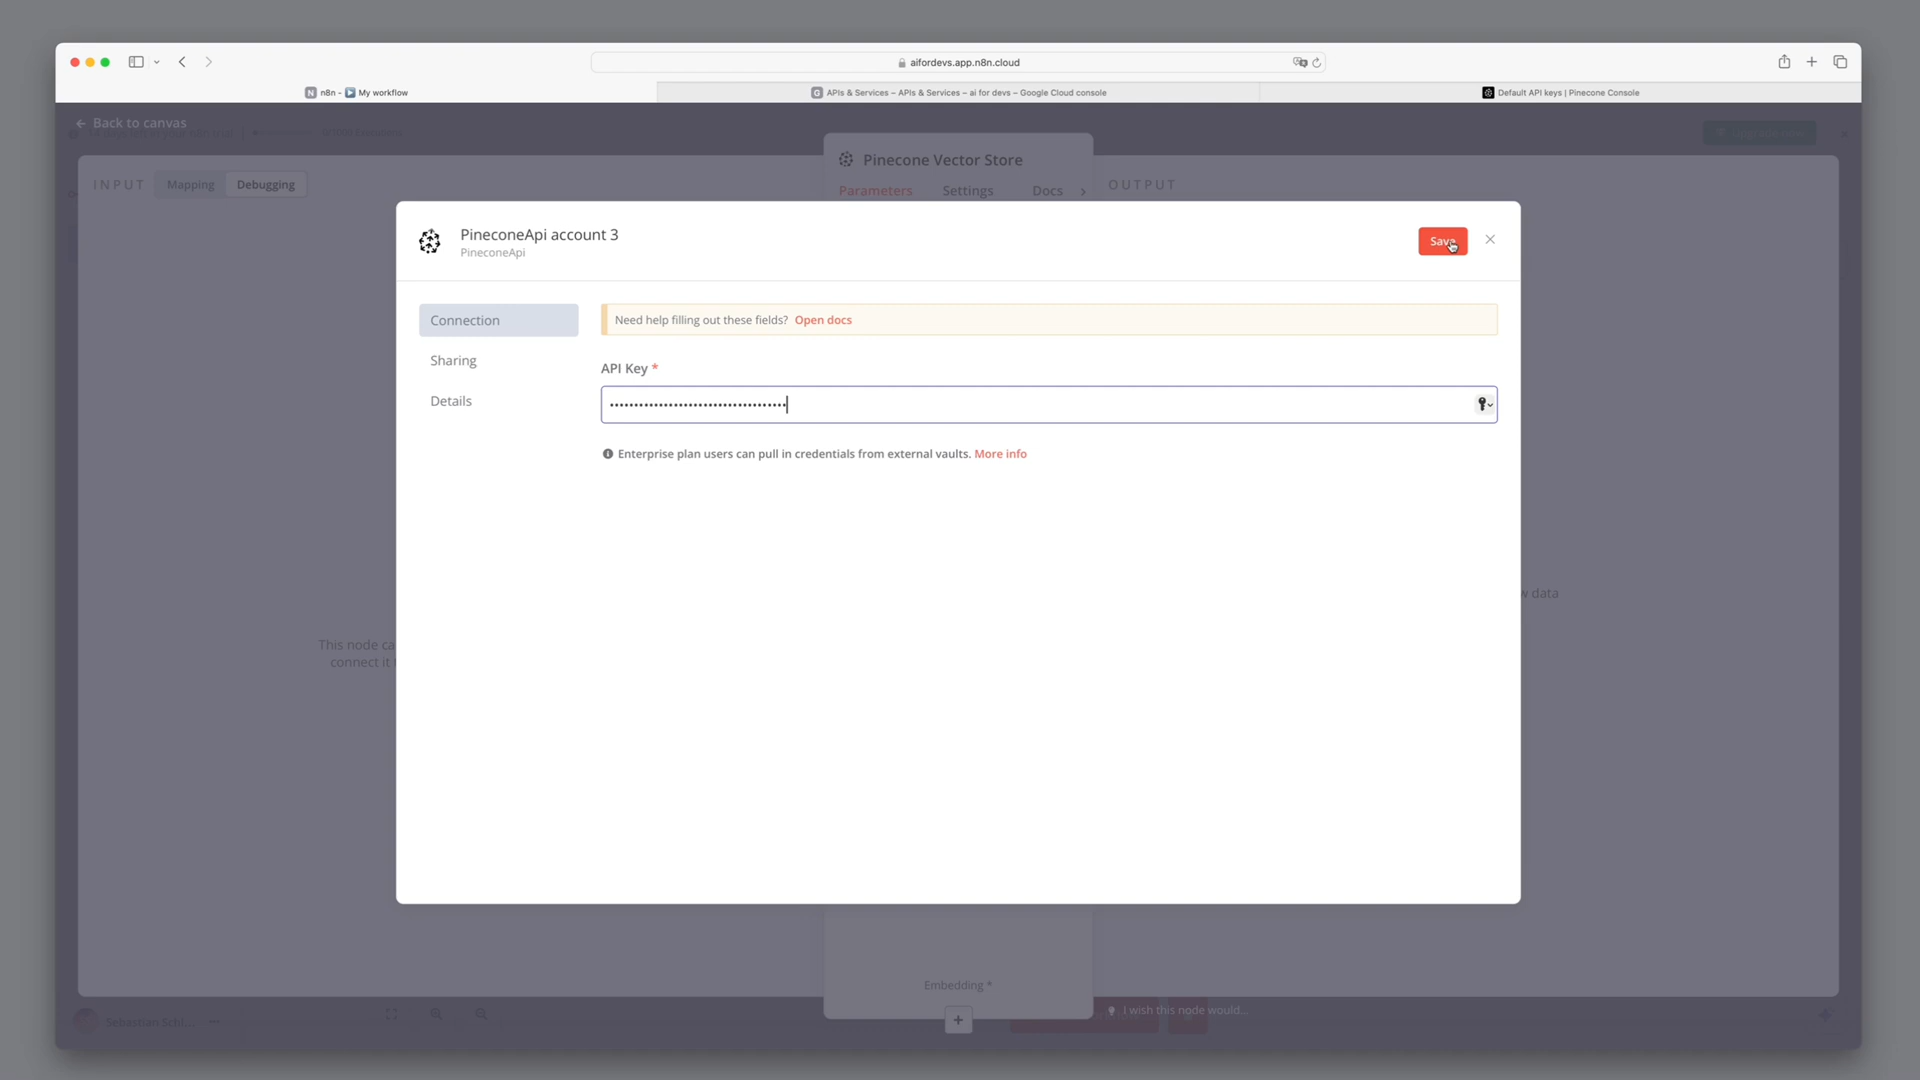 aifordevs.app.n8n.cloud
n8n - ▶ My workflow
APIs & Services – APIs & Services – ai for devs – Google Cloud console
Default API keys | Pinecone Console
Back to canvas
INPUT
Mapping
Debugging
Pinecone Vector Store
Parameters
Settings
Docs
OUTPUT
PineconeApi account 3
PineconeApi
Save
Connection
Sharing
Details
Need help filling out these fields? Open docs
API Key *
••••••••••••••••••••••••••••••••••••
Enterprise plan users can pull in credentials from external vaults. More info
w data
This node ca
connect it
Embedding *
I wish this node would...
Sebastian Schl...